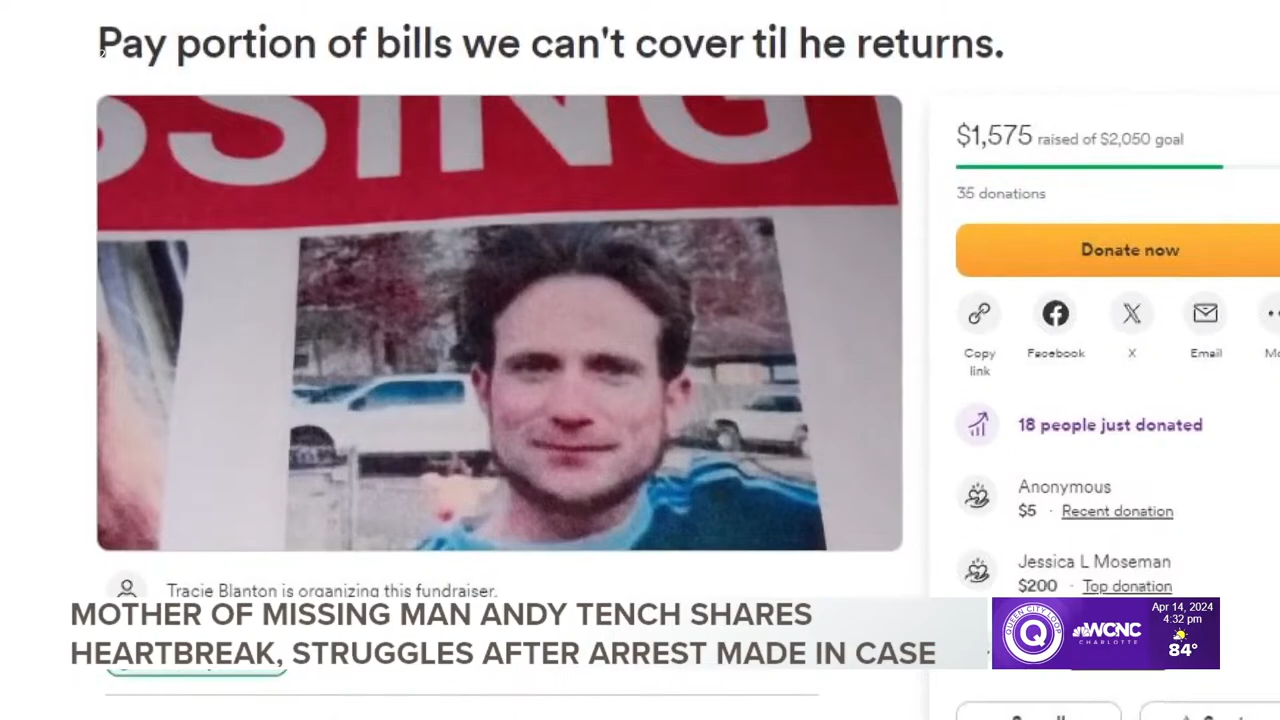 Pay portion of bills we can't cover til he returns.
SSING
$1,575 raised of $2,050 goal
35 donations
Donate now
Copy link
Facebook
X
Email
18 people just donated
Anonymous
$5 · Recent donation
Jessica L Moseman
$200 · Top donation
Tracie Blanton is organizing this fundraiser.
MOTHER OF MISSING MAN ANDY TENCH SHARES
HEARTBREAK, STRUGGLES AFTER ARREST MADE IN CASE
QUEEN CITY LOOP
Q
WCNC
CHARLOTTE
Apr 14, 2024
4:32 pm
84°